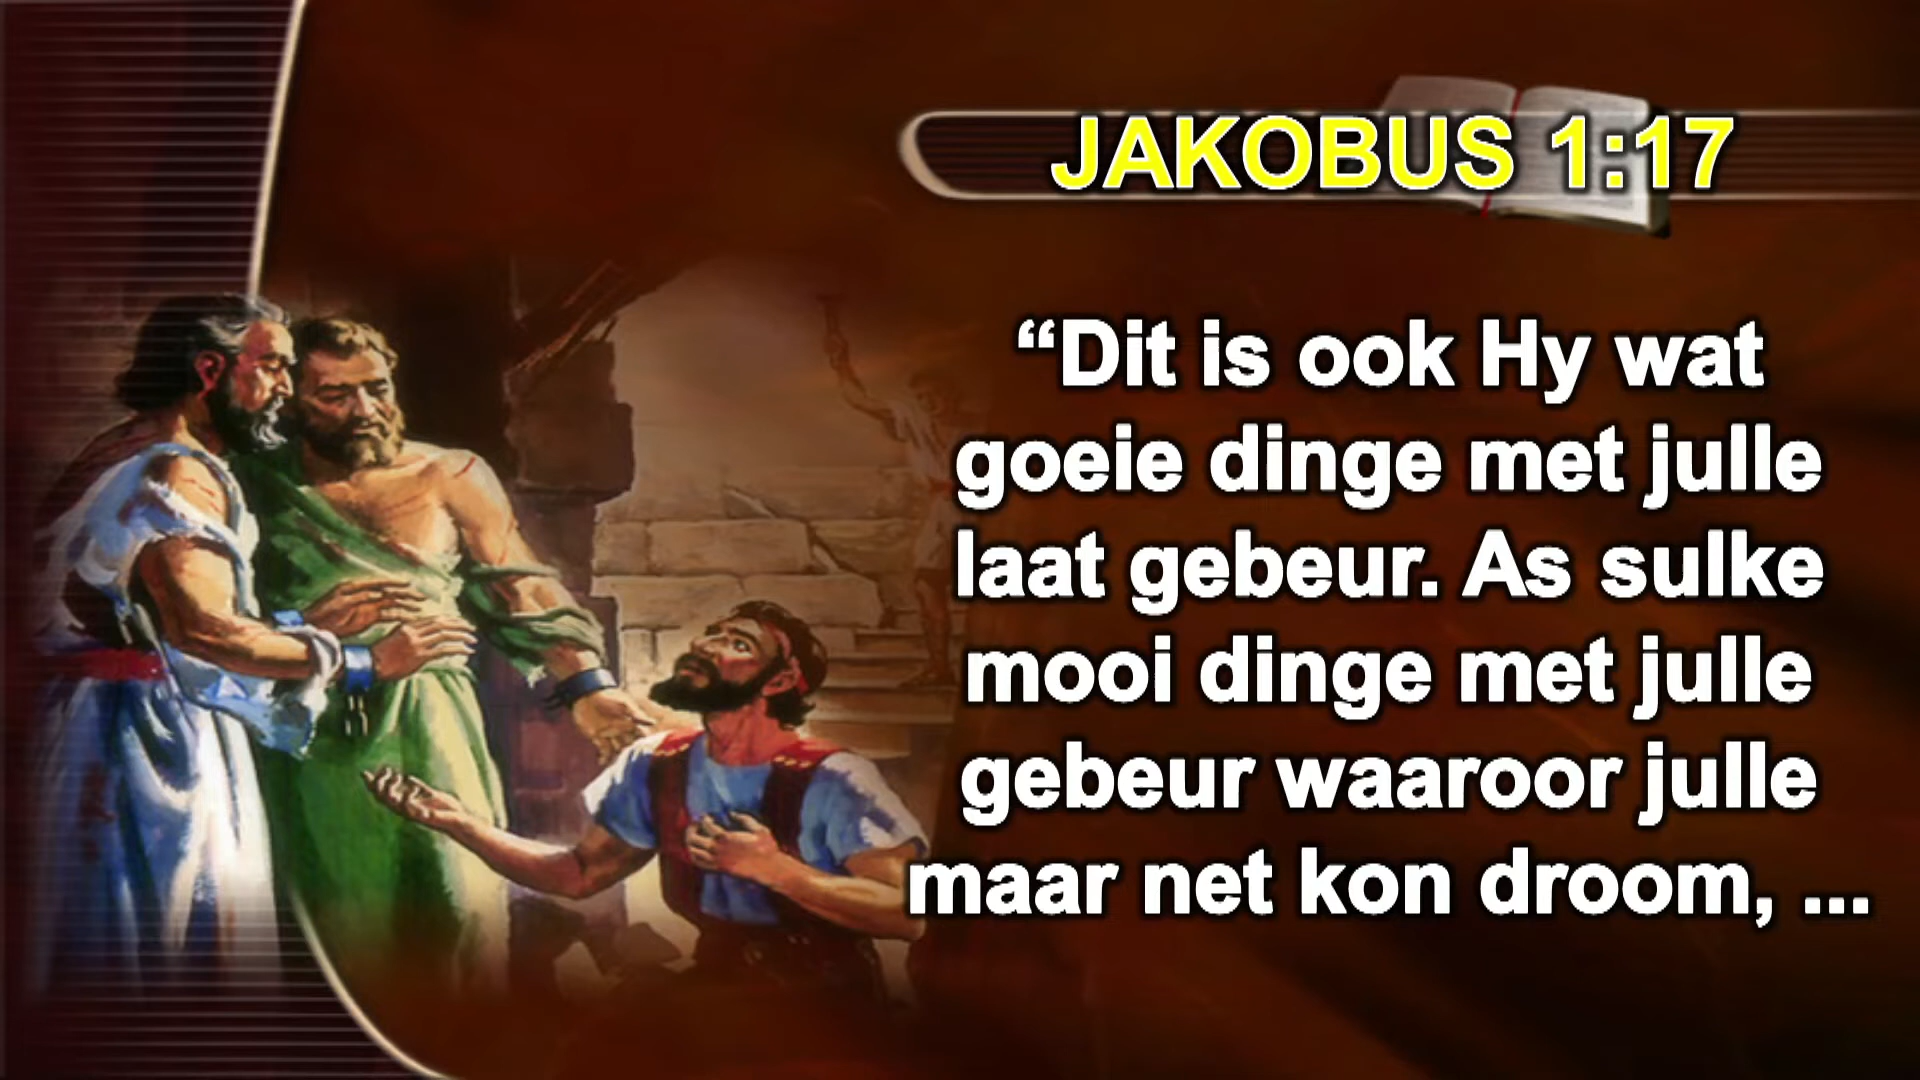 JAKOBUS 1:17
“Dit is ook Hy wat
goeie dinge met julle
laat gebeur. As sulke
mooi dinge met julle
gebeur waaroor julle
maar net kon droom, ...